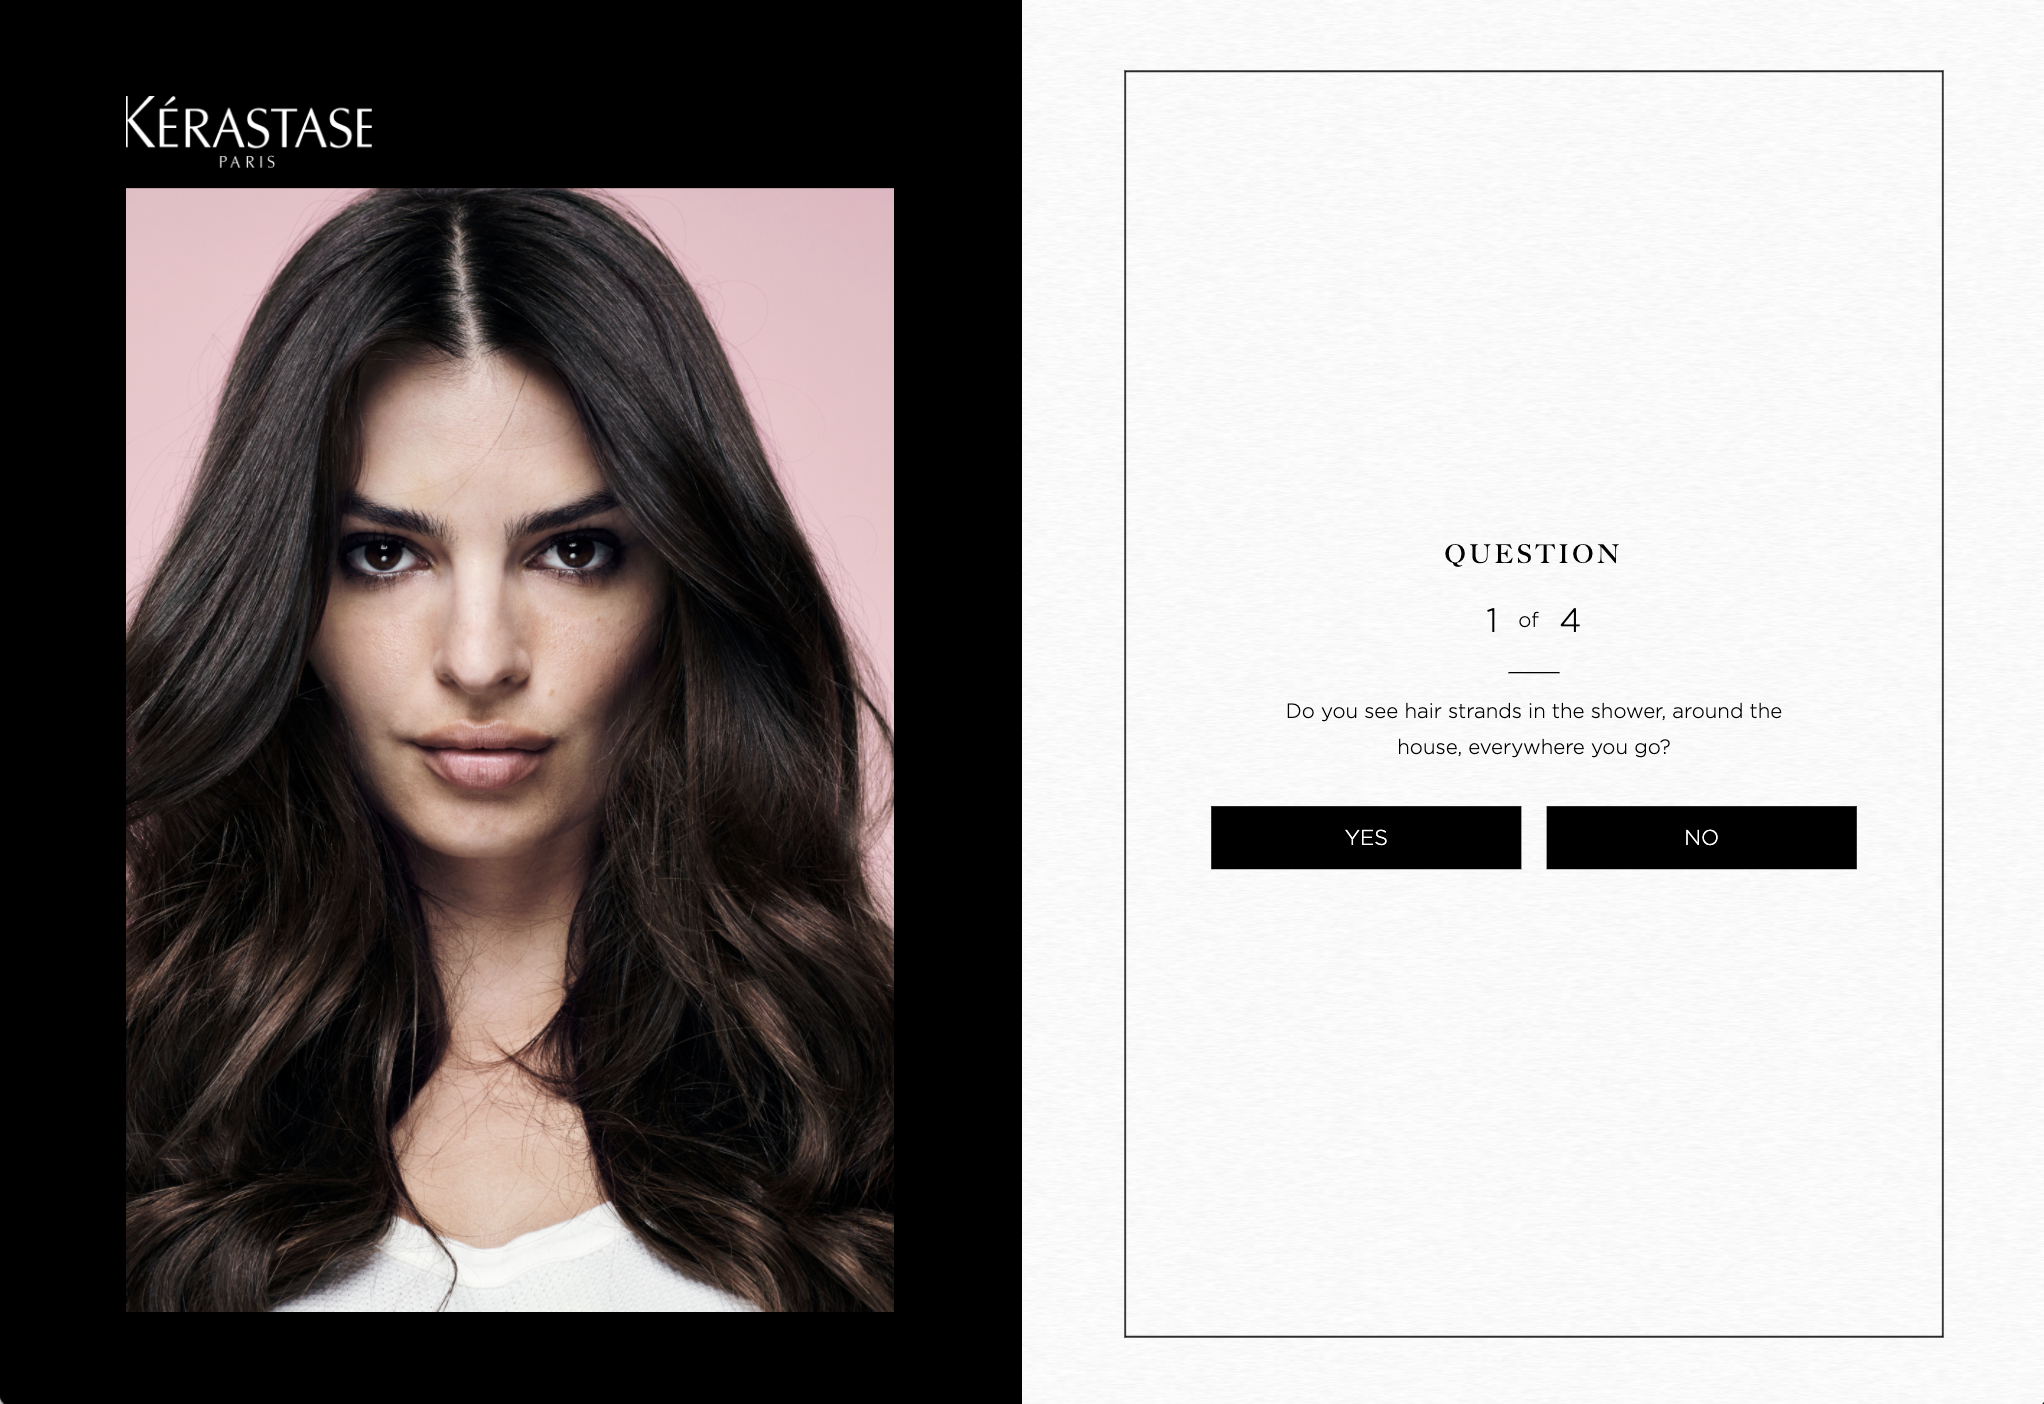 KÉRASTASE
PARIS
QUESTION
1 of 4
Do you see hair strands in the shower, around the
house, everywhere you go?
YES
NO